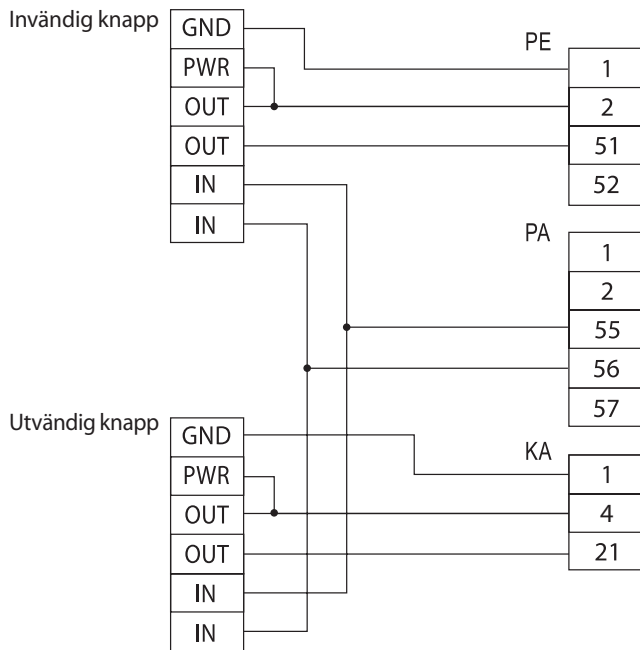 Invändig knapp
GND
PWR
OUT
OUT
IN
IN
PE
1
2
51
52
PA
1
2
55
56
57
Utvändig knapp
GND
PWR
OUT
OUT
IN
IN
KA
1
4
21